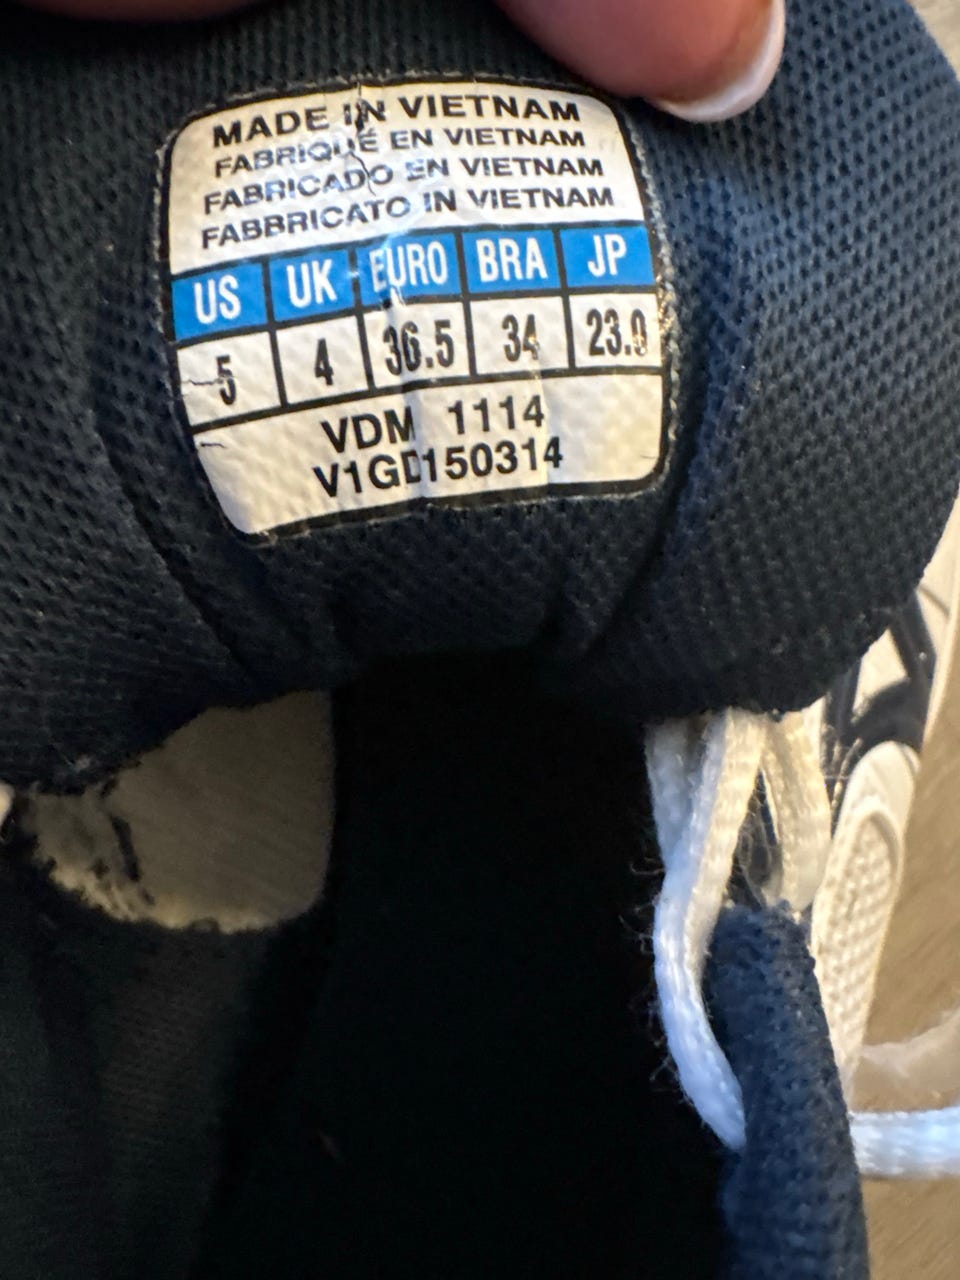 MADE IN VIETNAM
FABRIQUÉ EN VIETNAM
FABRICADO EN VIETNAM
FABBRICATO IN VIETNAM
US UK EURO BRA JP
5 4 36.5 34 23.0
VDM 1114
V1GD150314